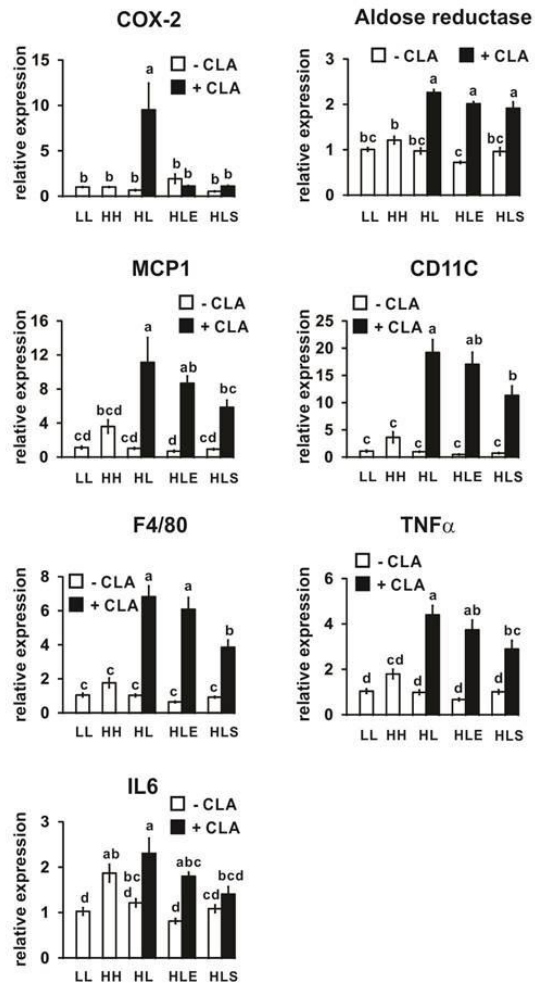 COX-2
relative expression
15
10
5
0
- CLA
+ CLA
b b b a b b b b
LL HH HL HLE HLS
Aldose reductase
relative expression
3
2
1
0
- CLA + CLA
bc b bc a c a bc a
LL HH HL HLE HLS
MCP1
relative expression
16
12
8
4
0
- CLA
+ CLA
cd bcd cd a d ab cd bc
LL HH HL HLE HLS
CD11C
relative expression
25
20
15
10
5
0
- CLA
+ CLA
c c c a c ab c b
LL HH HL HLE HLS
F4/80
relative expression
8
6
4
2
0
- CLA
+ CLA
c c c a c a c b
LL HH HL HLE HLS
TNFα
relative expression
6
4
2
0
- CLA
+ CLA
d cd d a d ab d bc
LL HH HL HLE HLS
IL6
relative expression
3
2
1
0
- CLA
+ CLA
d ab bc d a d abc cd bcd
LL HH HL HLE HLS